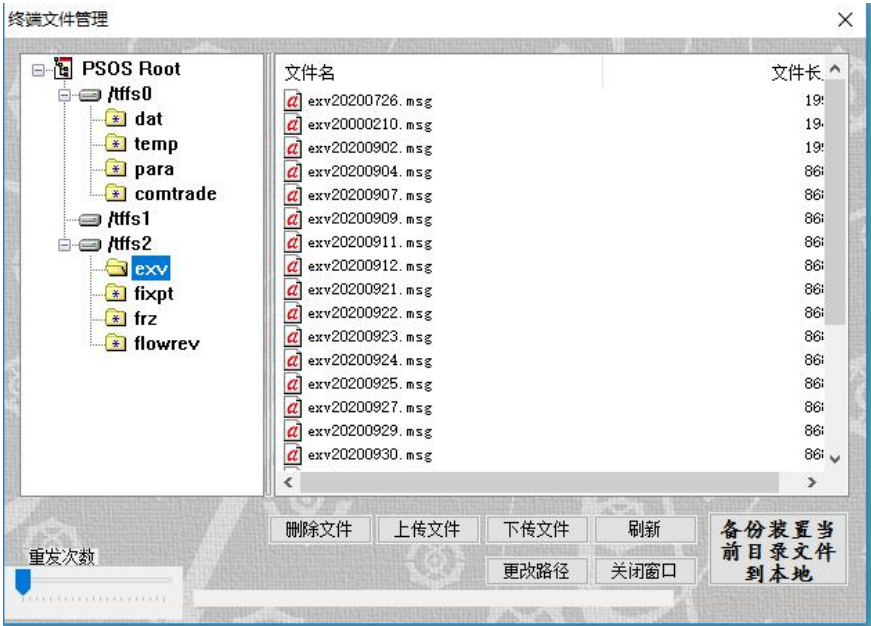 终端文件管理
PSOS Root
/tffs0
dat
temp
para
comtrade
/tffs1
/tffs2
exv
fixpt
frz
flowrev
文件名 文件长
exv20200726.msg
exv20000210.msg
exv20200902.msg
exv20200904.msg
exv20200907.msg
exv20200909.msg
exv20200911.msg
exv20200912.msg
exv20200921.msg
exv20200922.msg
exv20200923.msg
exv20200924.msg
exv20200925.msg
exv20200927.msg
exv20200929.msg
exv20200930.msg
删除文件 上传文件 下传文件 刷新
更改路径 关闭窗口
备份装置当
前目录文件
到本地
重发次数